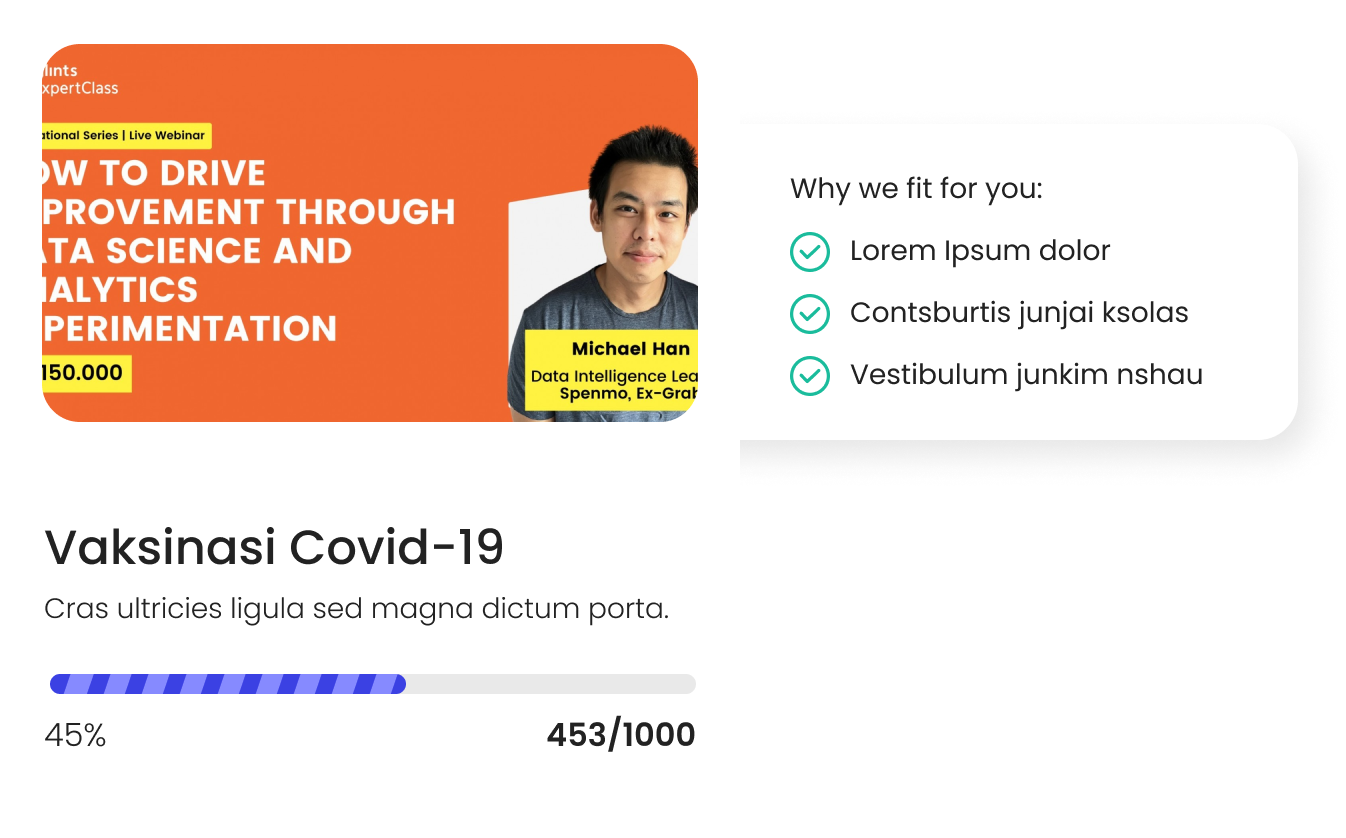 lints
xpertClass
ational Series | Live Webinar
OW TO DRIVE
PROVEMENT THROUGH
ATA SCIENCE AND
NALYTICS
PERIMENTATION
150.000
Michael Han
Data Intelligence Lea
Spenmo, Ex-Grab
Why we fit for you:
Lorem Ipsum dolor
Contsburtis junjai ksolas
Vestibulum junkim nshau
Vaksinasi Covid-19
Cras ultricies ligula sed magna dictum porta.
45%
453/1000